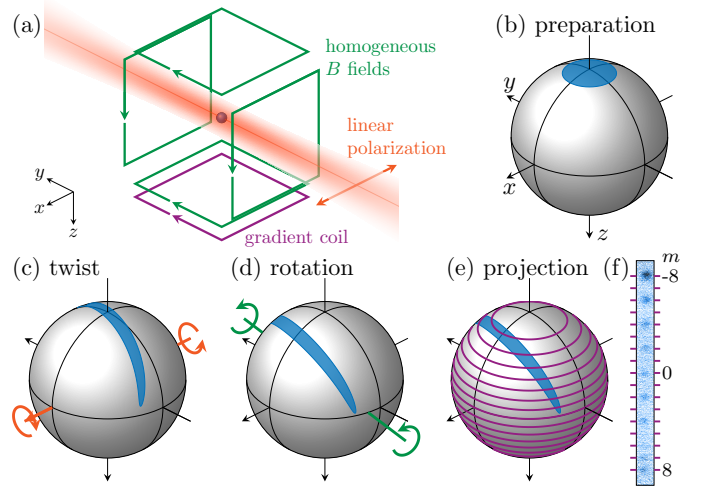 (a)
homogeneous
B fields
linear
polarization
y
x
z
gradient coil
(b) preparation
y
x
z
(c) twist
(d) rotation
(e) projection
(f)
m
-8
0
8